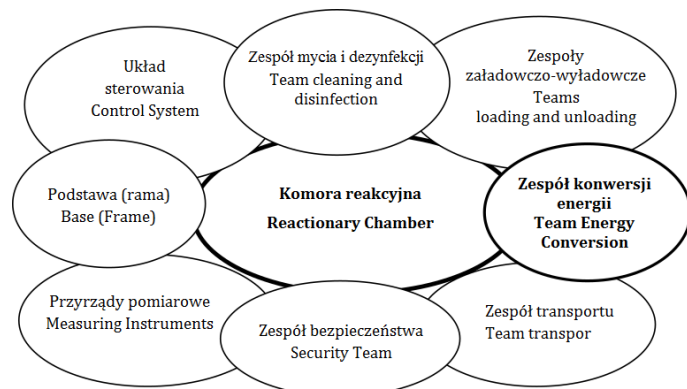 Układ
sterowania
Control System
Zespół mycia i dezynfekcji
Team cleaning and
disinfection
Zespoły
załadowczo-wyładowcze
Teams
loading and unloading
Podstawa (rama)
Base (Frame)
Komora reakcyjna
Reactionary Chamber
Zespół konwersji
energii
Team Energy
Conversion
Przyrządy pomiarowe
Measuring Instruments
Zespół bezpieczeństwa
Security Team
Zespół transportu
Team transpor